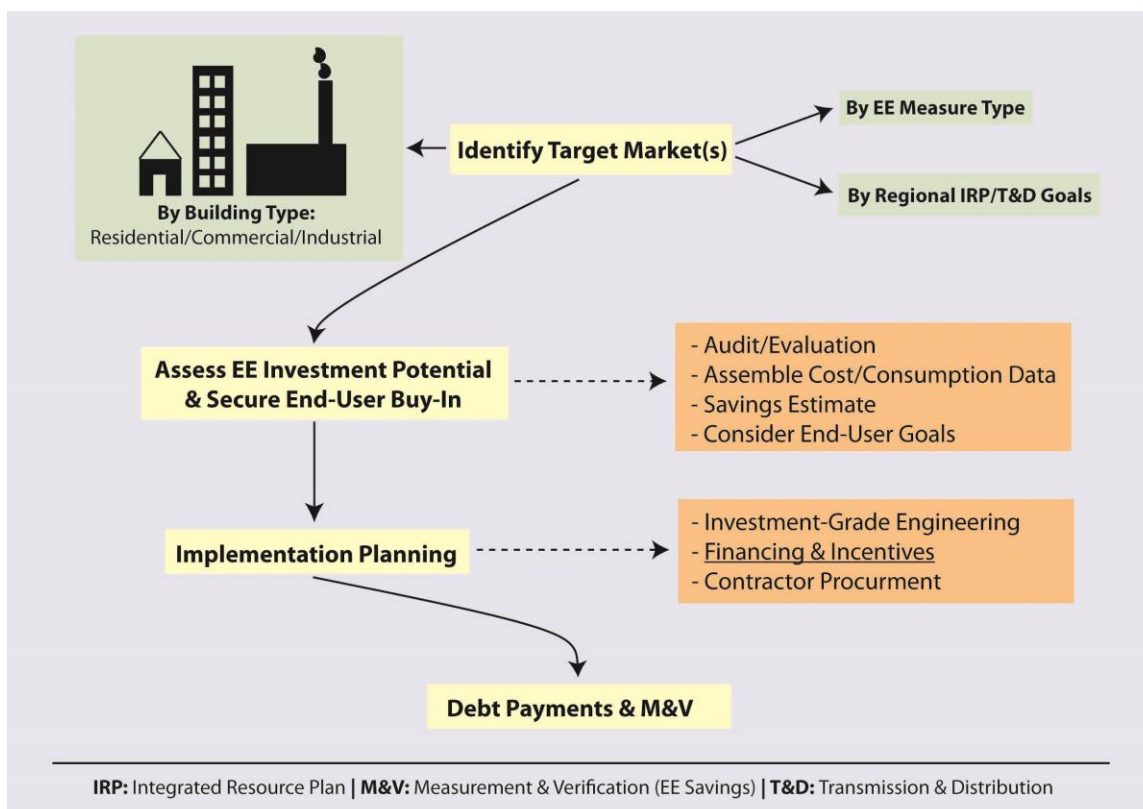 Identify Target Market(s)
By Building Type:
Residential/Commercial/Industrial
By EE Measure Type
By Regional IRP/T&D Goals
Assess EE Investment Potential
& Secure End-User Buy-In
- Audit/Evaluation
- Assemble Cost/Consumption Data
- Savings Estimate
- Consider End-User Goals
Implementation Planning
- Investment-Grade Engineering
- Financing & Incentives
- Contractor Procurment
Debt Payments & M&V
IRP: Integrated Resource Plan | M&V: Measurement & Verification (EE Savings) | T&D: Transmission & Distribution